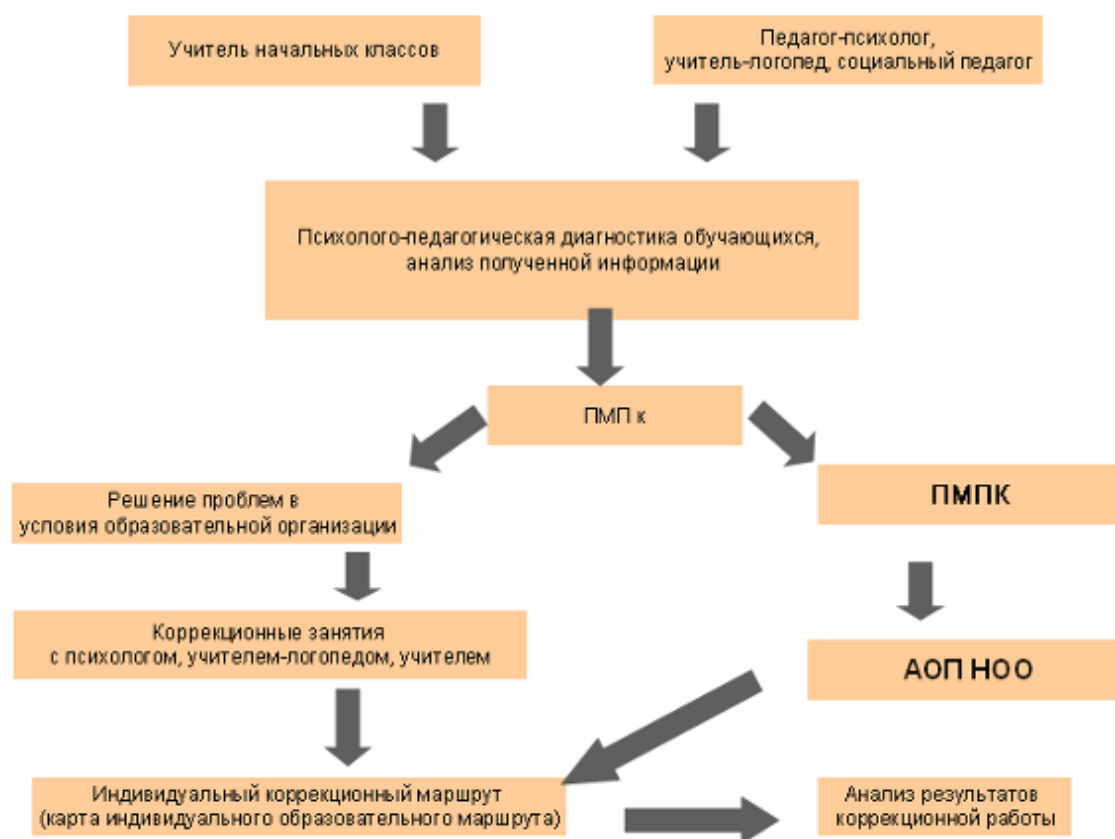 Учитель начальных классов
Педагог-психолог,
учитель-логопед, социальный педагог
Психолого-педагогическая диагностика обучающихся,
анализ полученной информации
ПМП к
Решение проблем в
условия образовательной организации
ПМПК
Коррекционные занятия
с психологом, учителем-логопедом, учителем
АОП НОО
Индивидуальный коррекционный маршрут
(карта индивидуального образовательного маршрута)
Анализ результатов
коррекционной работы